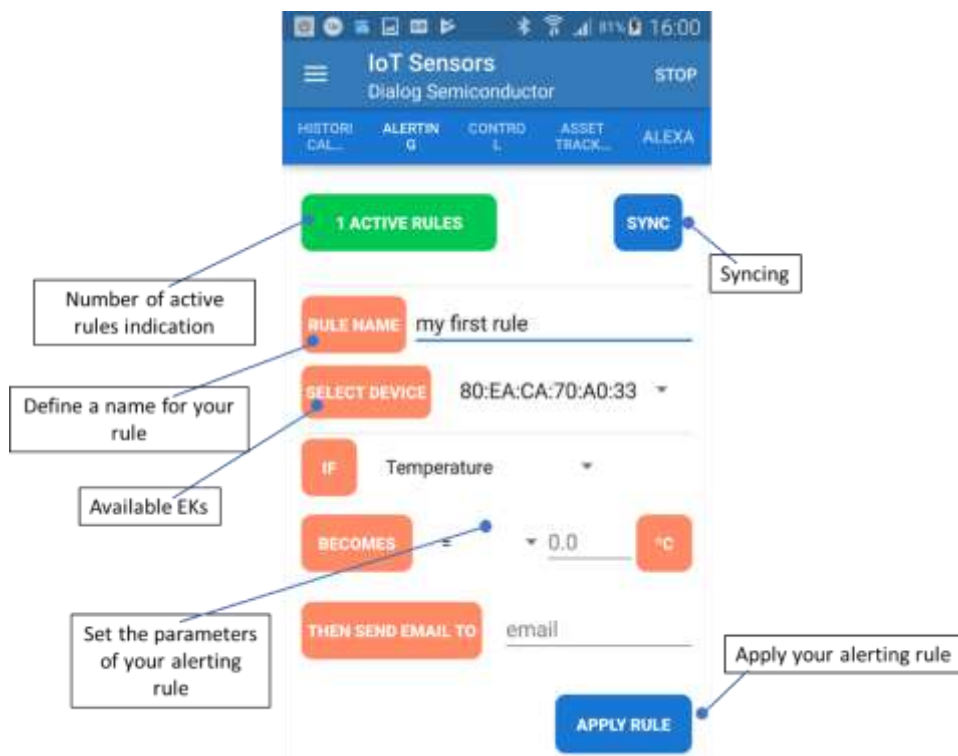 81% 16:00
IoT Sensors
Dialog Semiconductor
STOP
HISTORI
CAL...
ALERTIN
G
CONTRO
L
ASSET
TRACK...
ALEXA
1 ACTIVE RULES
SYNC
Number of active
rules indication
Syncing
RULE NAME my first rule
Define a name for your
rule
SELECT DEVICE 80:EA:CA:70:A0:33
Available EKs
IF Temperature
BECOMES = 0.0 °C
Set the parameters
of your alerting
rule
THEN SEND EMAIL TO email
Apply your alerting rule
APPLY RULE